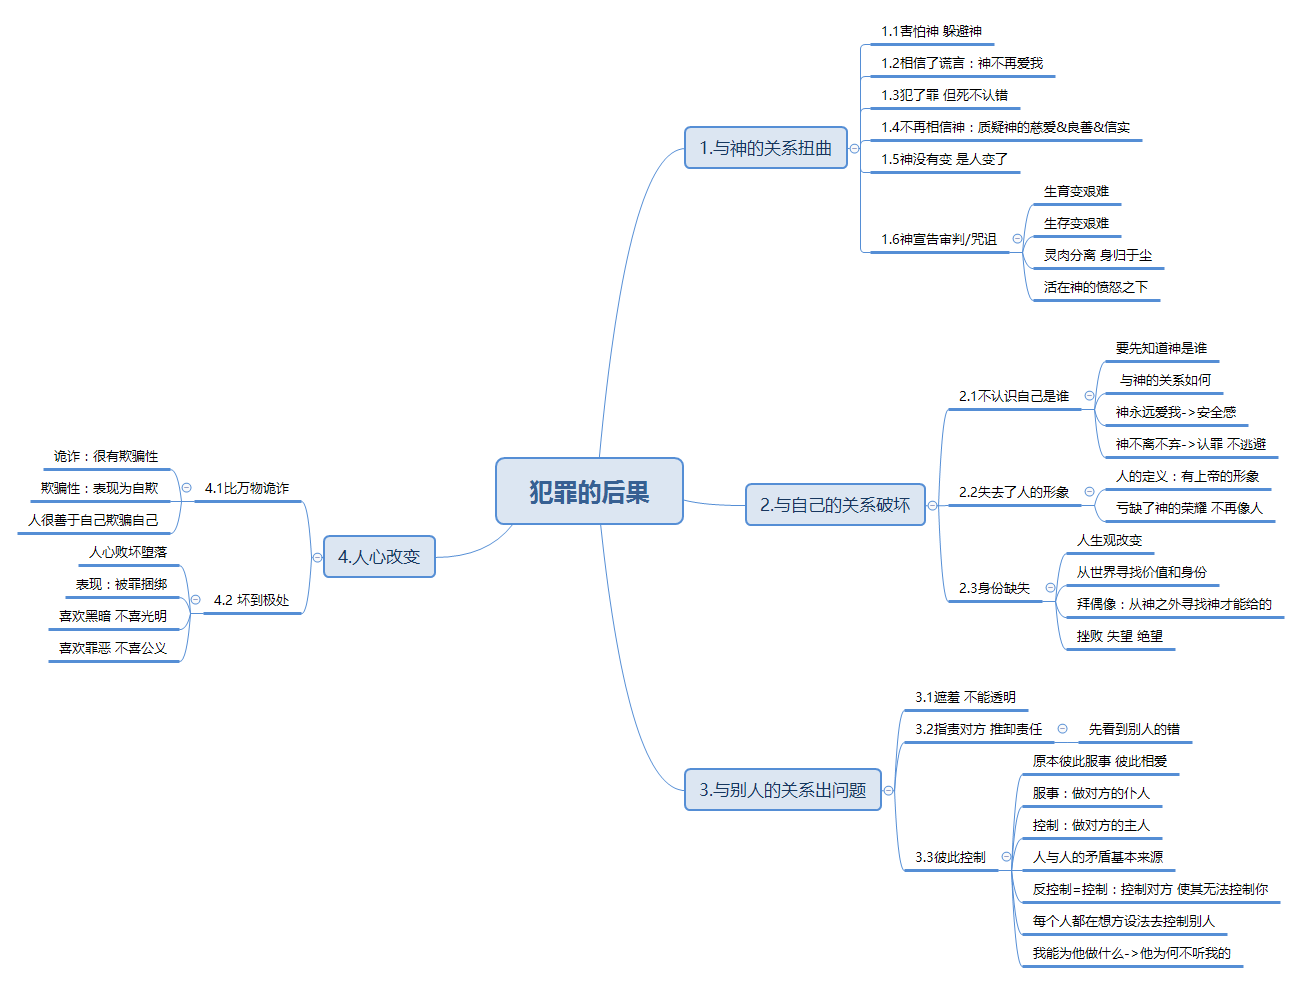 犯罪的后果
1.与神的关系扭曲
1.1害怕神 躲避神
1.2相信了谎言：神不再爱我
1.3犯了罪 但死不认错
1.4不再相信神：质疑神的慈爱&良善&信实
1.5神没有变 是人变了
1.6神宣告审判/咒诅
生育变艰难
生存变艰难
灵肉分离 身归于尘
活在神的愤怒之下
2.与自己的关系破坏
2.1不认识自己是谁
要先知道神是谁
与神的关系如何
神永远爱我->安全感
神不离不弃->认罪 不逃避
2.2失去了人的形象
人的定义：有上帝的形象
亏缺了神的荣耀 不再像人
2.3身份缺失
人生观改变
从世界寻找价值和身份
拜偶像：从神之外寻找神才能给的
挫败 失望 绝望
3.与别人的关系出问题
3.1遮羞 不能透明
3.2指责对方 推卸责任
先看到别人的错
3.3彼此控制
原本彼此服事 彼此相爱
服事：做对方的仆人
控制：做对方的主人
人与人的矛盾基本来源
反控制=控制：控制对方 使其无法控制你
每个人都在想方设法去控制别人
我能为他做什么->他为何不听我的
4.人心改变
4.1比万物诡诈
诡诈：很有欺骗性
欺骗性：表现为自欺
人很善于自己欺骗自己
4.2 坏到极处
人心败坏堕落
表现：被罪捆绑
喜欢黑暗 不喜光明
喜欢罪恶 不喜公义